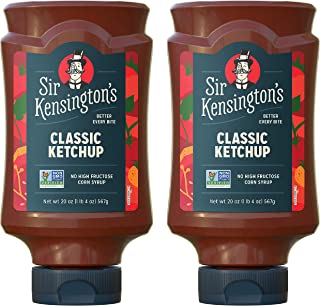 Sir
Kensington's
BETTER
EVERY BITE
CLASSIC
KETCHUP
NO HIGH FRUCTOSE
CORN SYRUP
Net wt 20 oz (1 lb 4 oz) 567g
Sir
Kensington's
BETTER
EVERY BITE
CLASSIC
KETCHUP
NO HIGH FRUCTOSE
CORN SYRUP
Net wt 20 oz (1 lb 4 oz) 567g